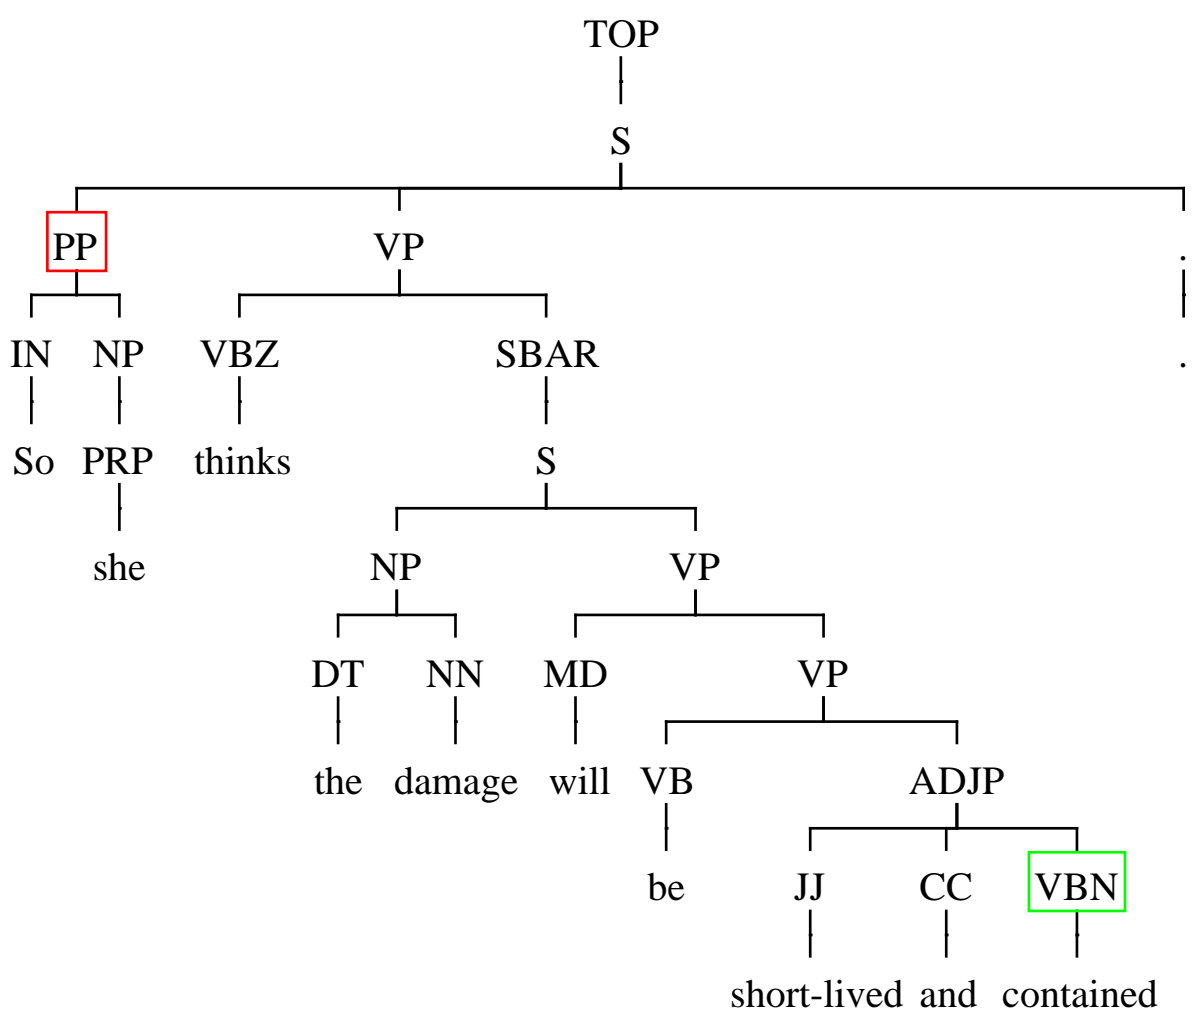 TOP
S
PP VP .
IN NP VBZ SBAR .
So PRP thinks S
she NP VP
DT NN MD VP
the damage will VB ADJP
be JJ CC VBN
short-lived and contained